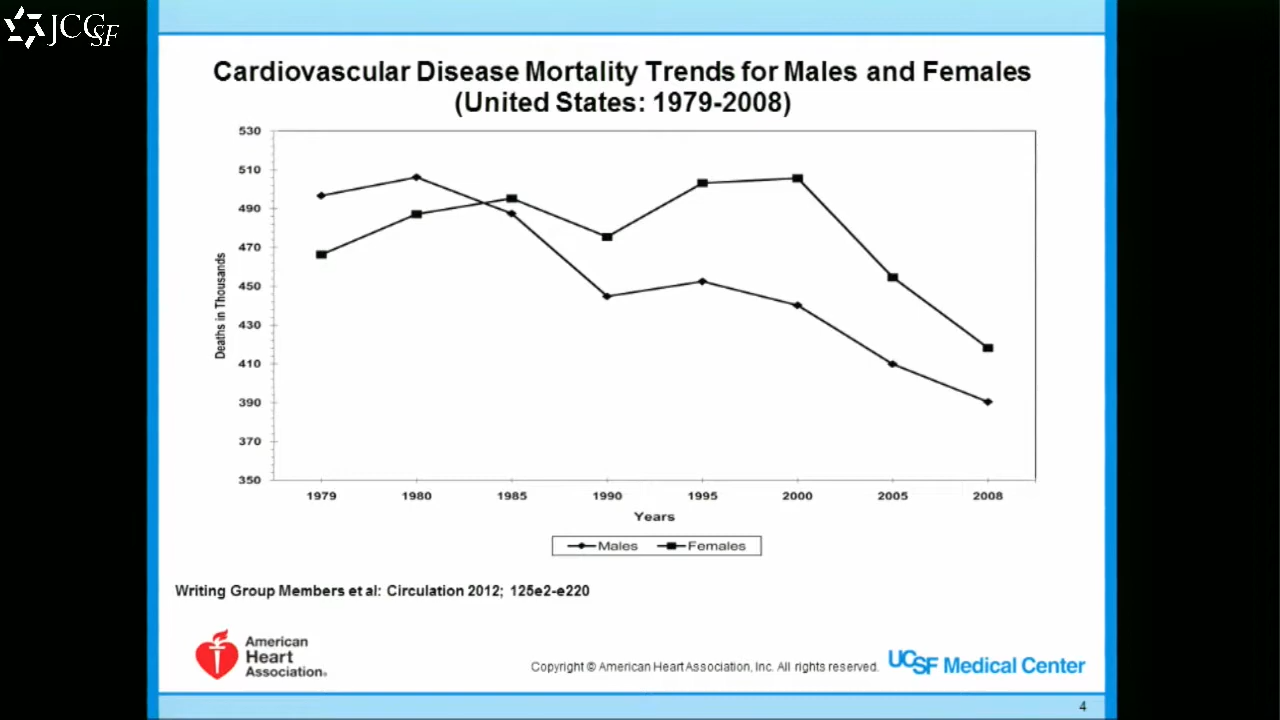 JCCSF
Cardiovascular Disease Mortality Trends for Males and Females
(United States: 1979-2008)
530
510
490
470
450
430
410
390
370
350
Deaths in Thousands
1979 1980 1985 1990 1995 2000 2005 2008
Years
Males Females
Writing Group Members et al: Circulation 2012; 125e2-e220
American
Heart
Association®
Copyright © American Heart Association, Inc. All rights reserved.
UCSF Medical Center
4